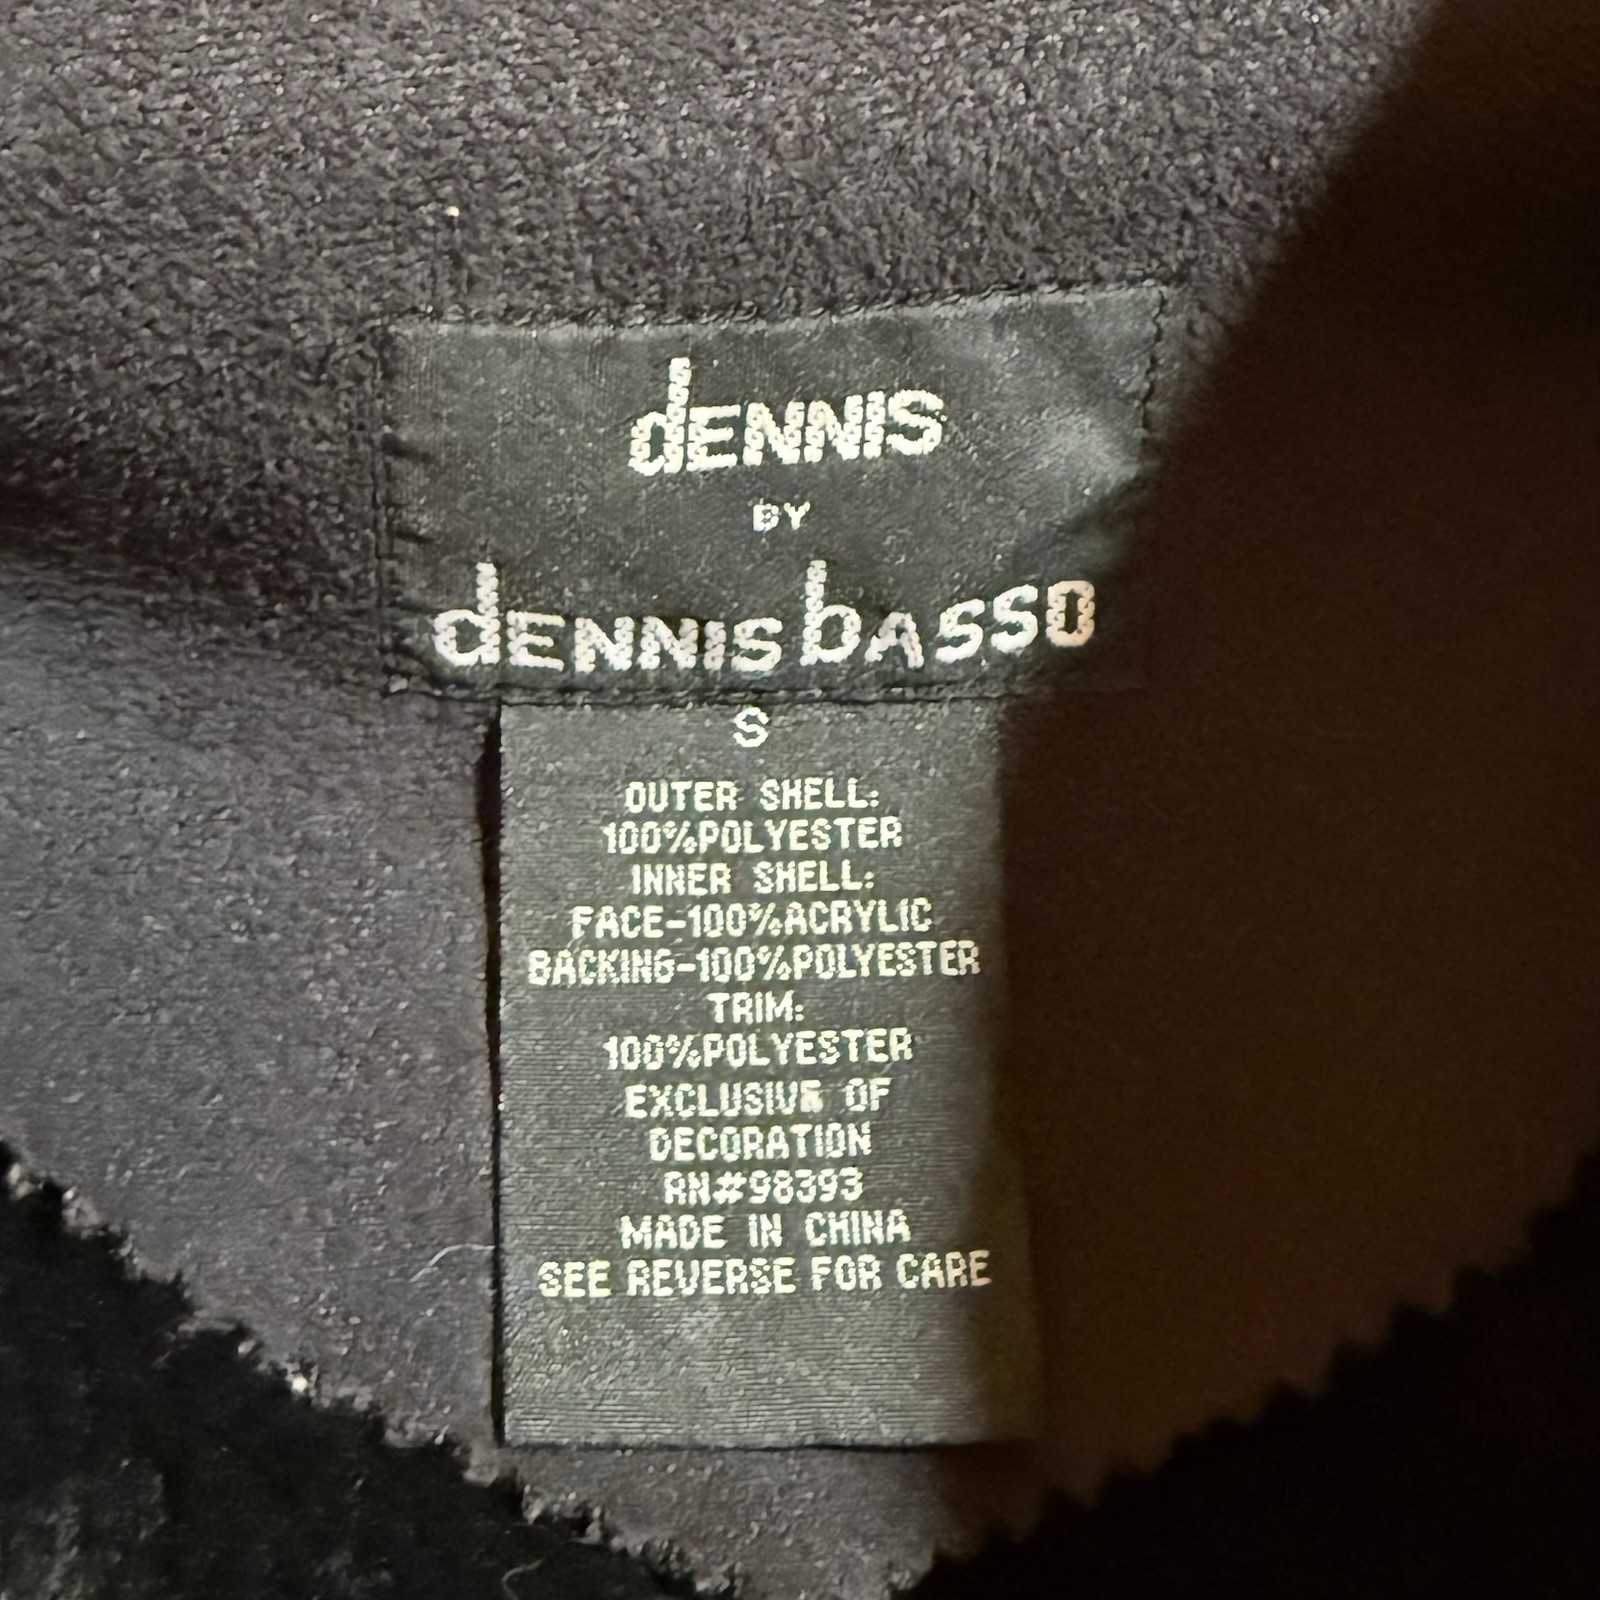 dENNIS
BY
dENNIS bASSO
S
OUTER SHELL:
100%POLYESTER
INNER SHELL:
FACE-100%ACRYLIC
BACKING-100%POLYESTER
TRIM:
100%POLYESTER
EXCLUSIVE OF
DECORATION
RN#98393
MADE IN CHINA
SEE REVERSE FOR CARE